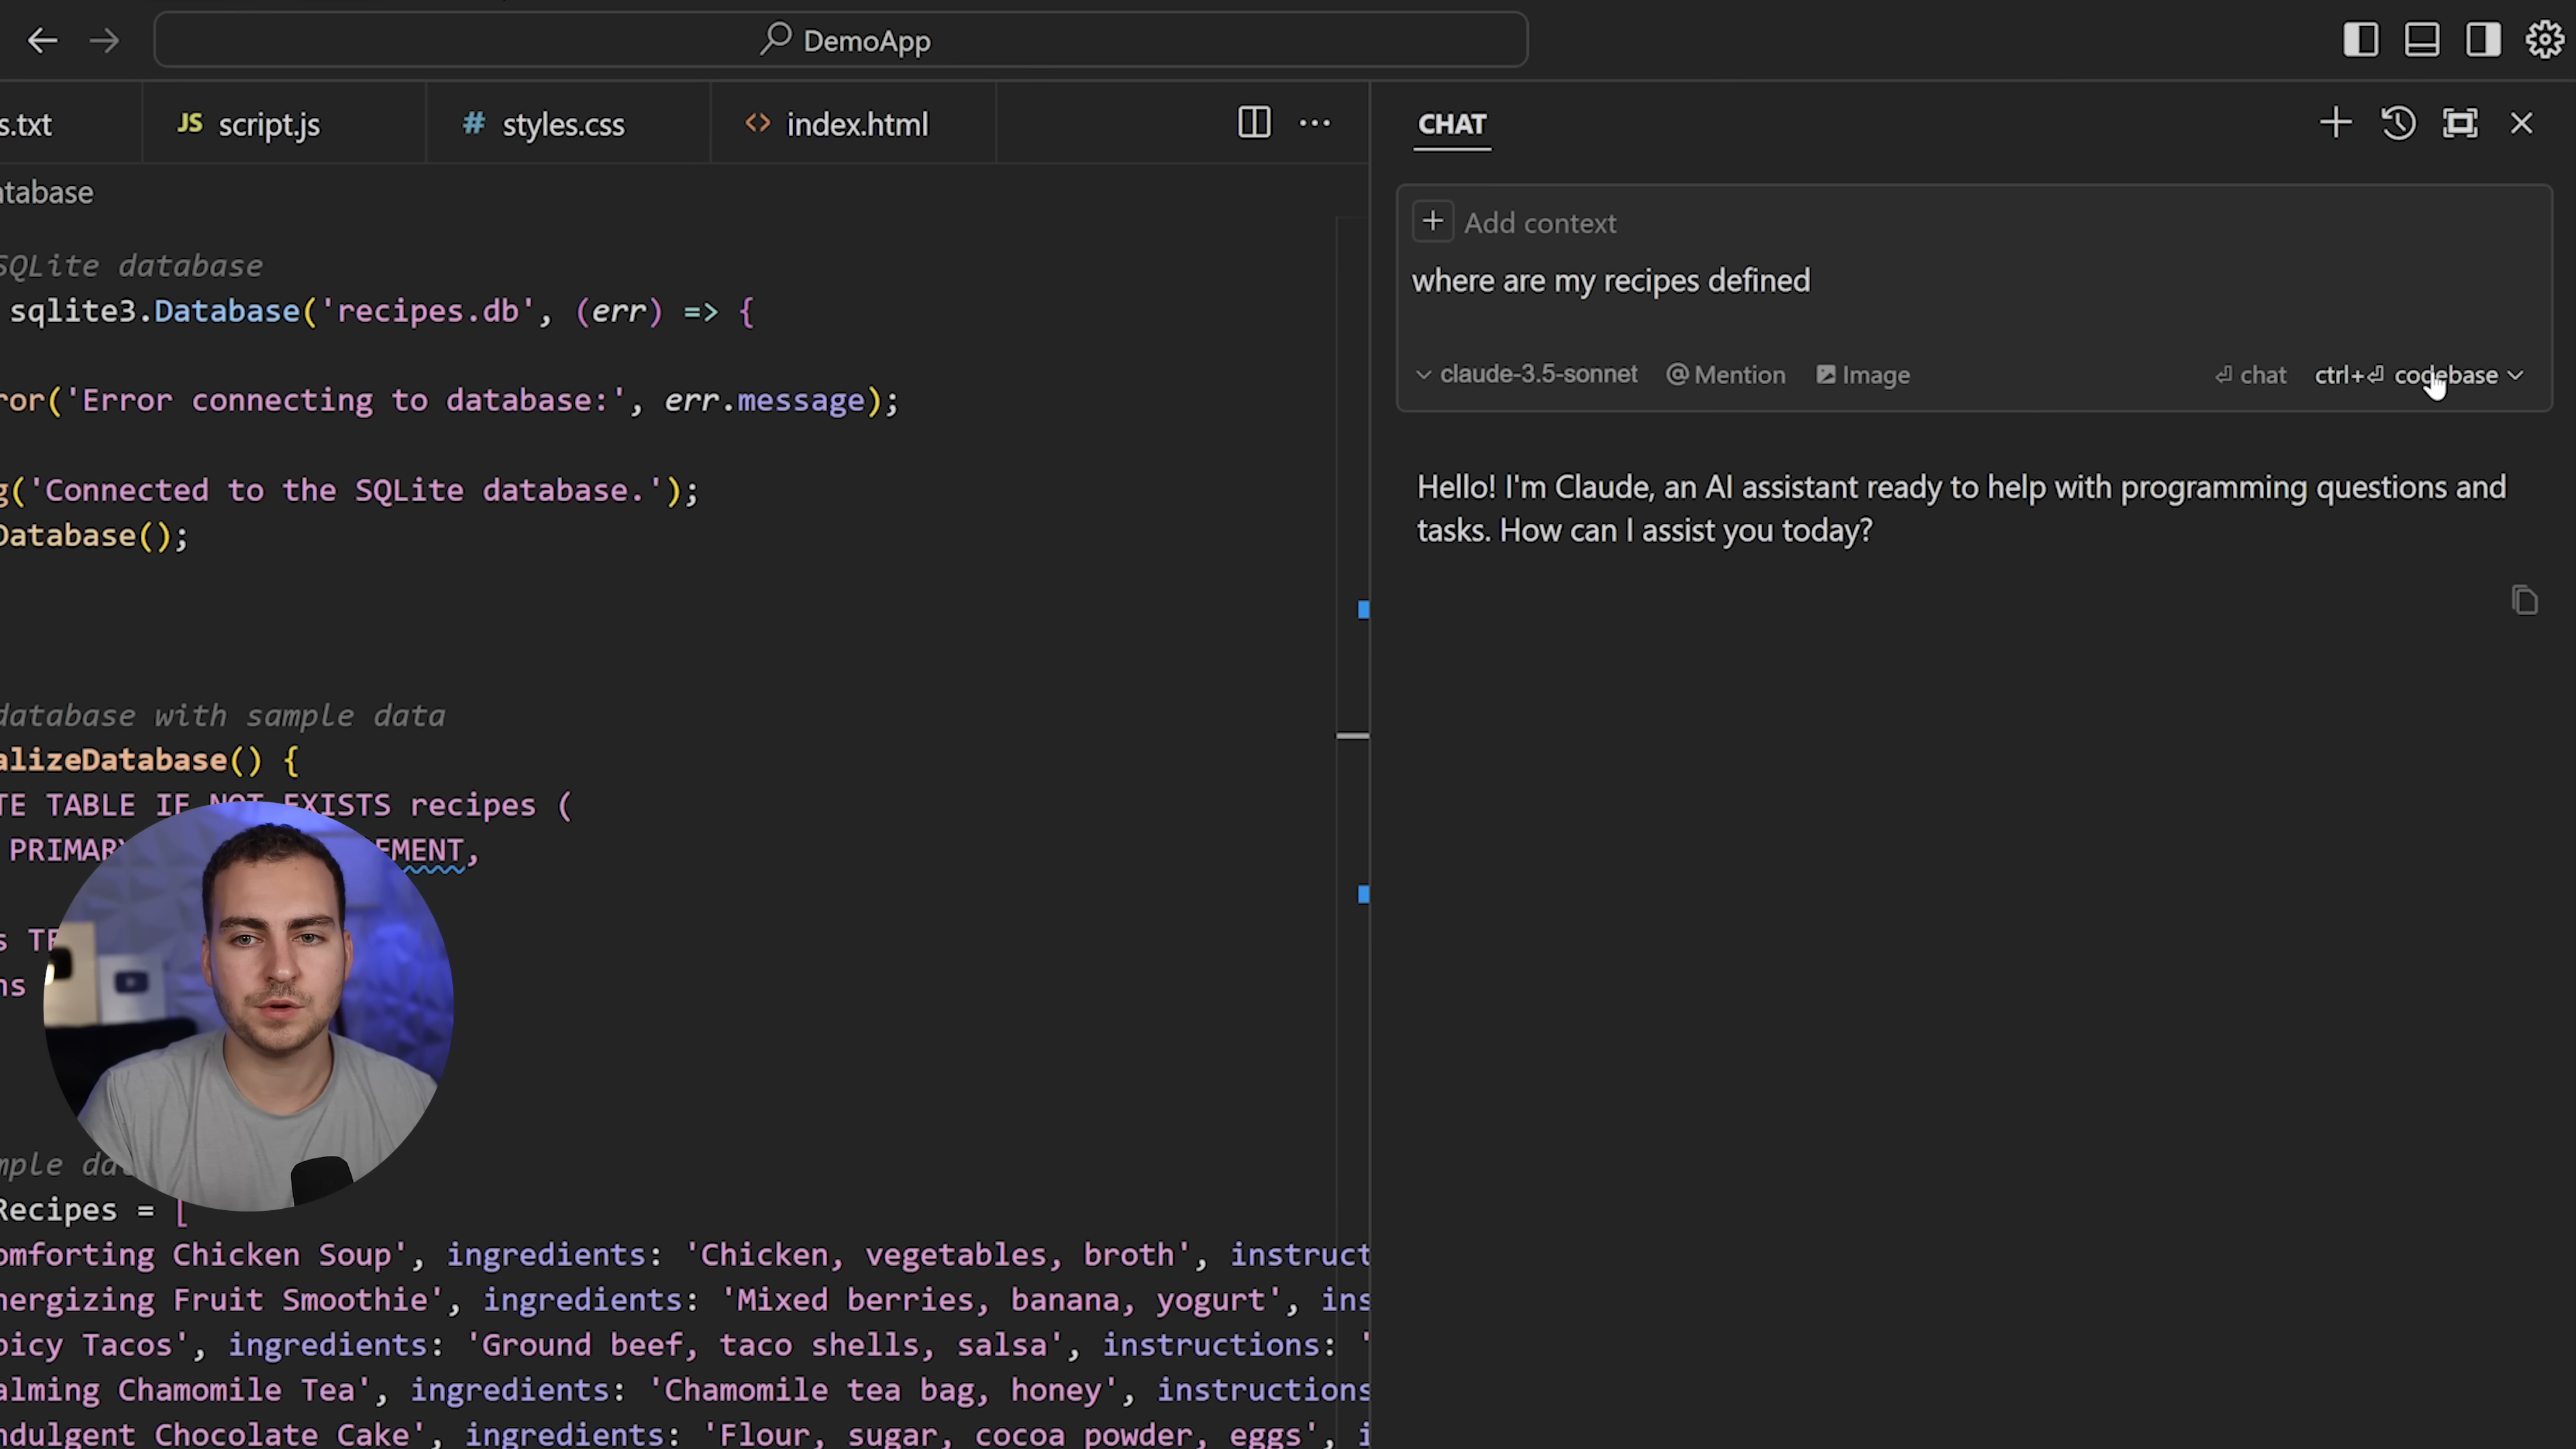 DemoApp
s.txt
JS script.js
# styles.css
<> index.html
CHAT
atabase
Add context
SQLite database
where are my recipes defined
sqlite3.Database('recipes.db', (err) => {
claude-3.5-sonnet @ Mention Image chat ctrl+⏎ codebase
ror('Error connecting to database:', err.message);
g('Connected to the SQLite database.');
Database();
Hello! I'm Claude, an AI assistant ready to help with programming questions and
tasks. How can I assist you today?
database with sample data
alizeDatabase() {
TE TABLE IF NOT EXISTS recipes (
PRIMARY EMENT,
s TE
ns
mple da
Recipes = [
omforting Chicken Soup', ingredients: 'Chicken, vegetables, broth', instruct
nergizing Fruit Smoothie', ingredients: 'Mixed berries, banana, yogurt', ins
picy Tacos', ingredients: 'Ground beef, taco shells, salsa', instructions: '
alming Chamomile Tea', ingredients: 'Chamomile tea bag, honey', instructions
ndulgent Chocolate Cake', ingredients: 'Flour, sugar, cocoa powder, eggs', i